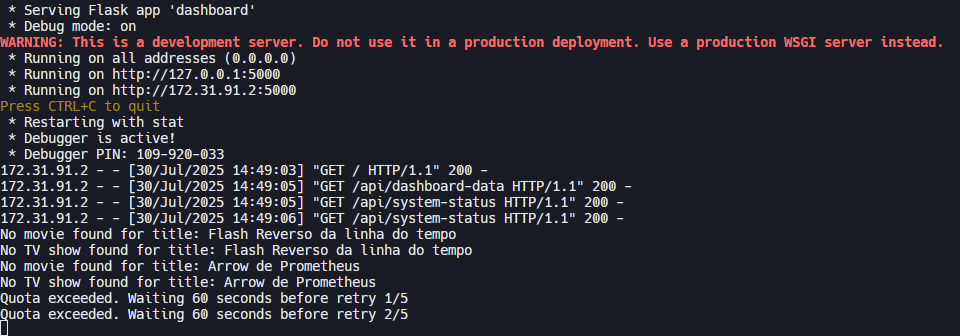 * Serving Flask app 'dashboard'
* Debug mode: on
WARNING: This is a development server. Do not use it in a production deployment. Use a production WSGI server instead.
* Running on all addresses (0.0.0.0)
* Running on http://127.0.0.1:5000
* Running on http://172.31.91.2:5000
Press CTRL+C to quit
* Restarting with stat
* Debugger is active!
* Debugger PIN: 109-920-033
172.31.91.2 - - [30/Jul/2025 14:49:03] "GET / HTTP/1.1" 200 -
172.31.91.2 - - [30/Jul/2025 14:49:05] "GET /api/dashboard-data HTTP/1.1" 200 -
172.31.91.2 - - [30/Jul/2025 14:49:05] "GET /api/system-status HTTP/1.1" 200 -
172.31.91.2 - - [30/Jul/2025 14:49:06] "GET /api/system-status HTTP/1.1" 200 -
No movie found for title: Flash Reverso da linha do tempo
No TV show found for title: Flash Reverso da linha do tempo
No movie found for title: Arrow de Prometheus
No TV show found for title: Arrow de Prometheus
Quota exceeded. Waiting 60 seconds before retry 1/5
Quota exceeded. Waiting 60 seconds before retry 2/5